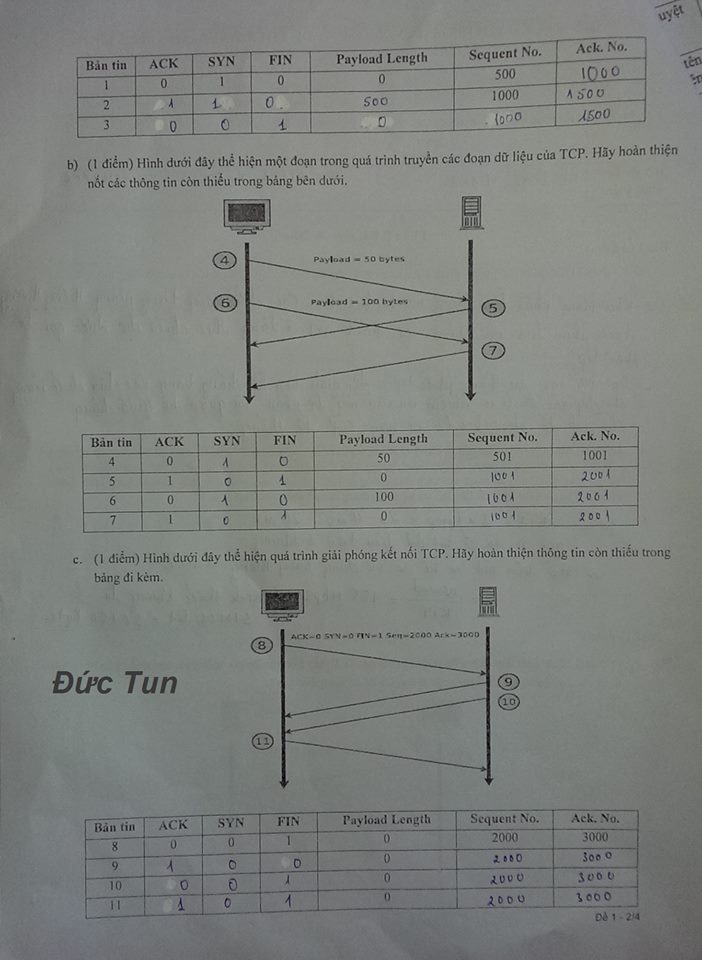 uyệt
tên
Bản tin ACK SYN FIN Payload Length Sequent No. Ack. No.
1 0 1 0 0 500 1000
2 1 1 0 500 1000 1500
3 0 0 1 0 1000 1500
b) (1 điểm) Hình dưới đây thể hiện một đoạn trong quá trình truyền các đoạn dữ liệu của TCP. Hãy hoàn thiện
nốt các thông tin còn thiếu trong bảng bên dưới.
4 Payload = 50 bytes
6 Payload = 100 bytes 5
7
Bản tin ACK SYN FIN Payload Length Sequent No. Ack. No.
4 0 1 0 50 501 1001
5 1 0 1 0 1001 2001
6 0 1 0 100 1001 2001
7 1 0 1 0 1001 2001
c. (1 điểm) Hình dưới đây thể hiện quá trình giải phóng kết nối TCP. Hãy hoàn thiện thông tin còn thiếu trong
bảng đi kèm.
ACK=0 SYN=0 FIN=1 Seq=2000 Ack=3000
8
Đức Tun
9
10
11
Bản tin ACK SYN FIN Payload Length Sequent No. Ack. No.
8 0 0 1 0 2000 3000
9 1 0 0 0 2000 3000
10 0 0 1 0 2000 3000
11 1 0 1 0 2000 3000
Đề 1 - 2/4